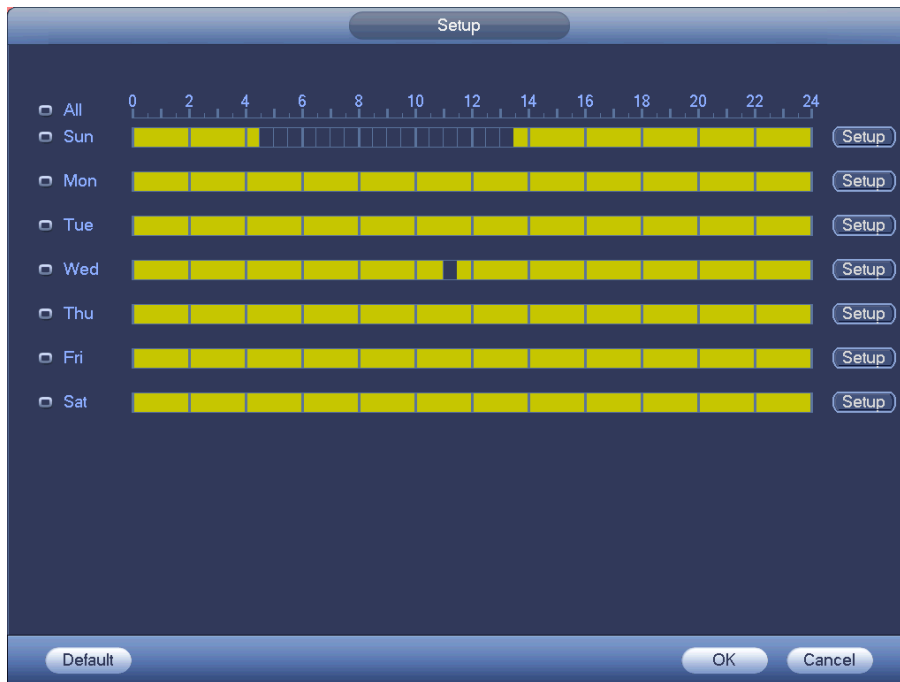 Setup
All 0 2 4 6 8 10 12 14 16 18 20 22 24
Sun Setup
Mon Setup
Tue Setup
Wed Setup
Thu Setup
Fri Setup
Sat Setup
Default OK Cancel